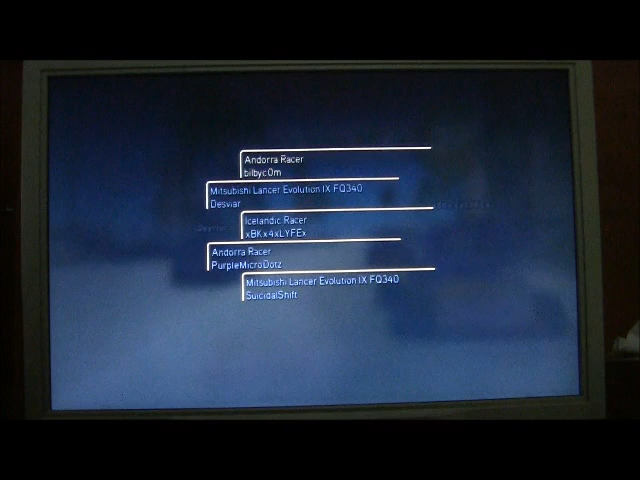 Andorra Racer
bilbyc0m
Mitsubishi Lancer Evolution IX FQ340
Desviar
Icelandic Racer
xBKx4xLYFEx
Andorra Racer
PurpleMicroDotz
Mitsubishi Lancer Evolution IX FQ340
SuicidalShift